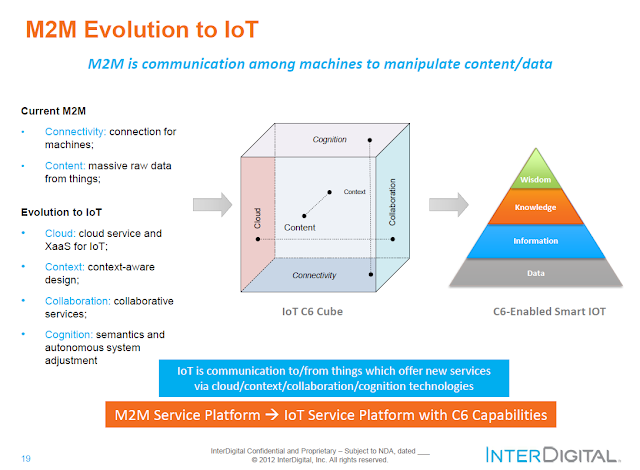 M2M Evolution to IoT
M2M is communication among machines to manipulate content/data
Current M2M
• Connectivity: connection for
machines;
• Content: massive raw data
from things;
Evolution to IoT
• Cloud: cloud service and
XaaS for IoT;
• Context: context-aware
design;
• Collaboration: collaborative
services;
• Cognition: semantics and
autonomous system
adjustment
Cognition
Context
Content
Cloud
Collaboration
Connectivity
IoT C6 Cube
Wisdom
Knowledge
Information
Data
C6-Enabled Smart IOT
IoT is communication to/from things which offer new services
via cloud/context/collaboration/cognition technologies
M2M Service Platform → IoT Service Platform with C6 Capabilities
19
InterDigital Confidential and Proprietary – Subject to NDA, dated ___
© 2012 InterDigital, Inc. All rights reserved.
INTERDIGITAL